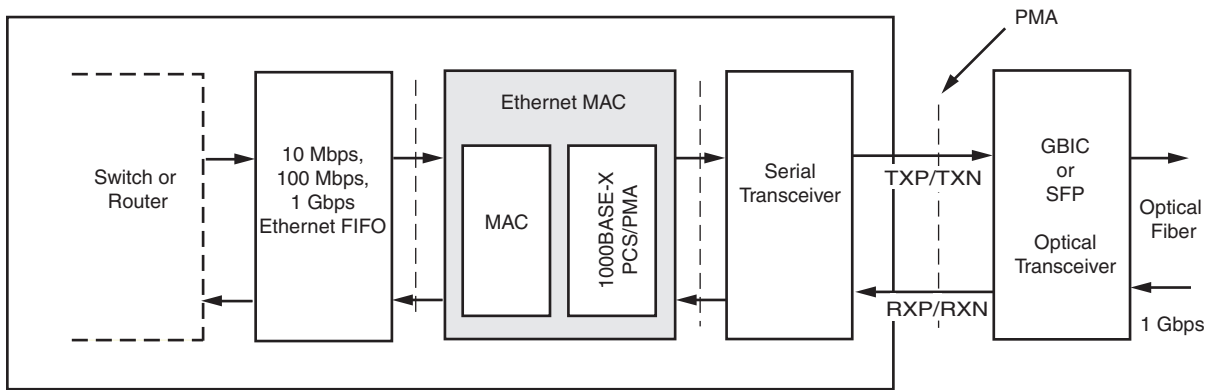 PMA
Switch or
Router
10 Mbps,
100 Mbps,
1 Gbps
Ethernet FIFO
Ethernet MAC
MAC
1000BASE-X
PCS/PMA
Serial
Transceiver
TXP/TXN
RXP/RXN
GBIC
or
SFP
Optical
Transceiver
Optical
Fiber
1 Gbps